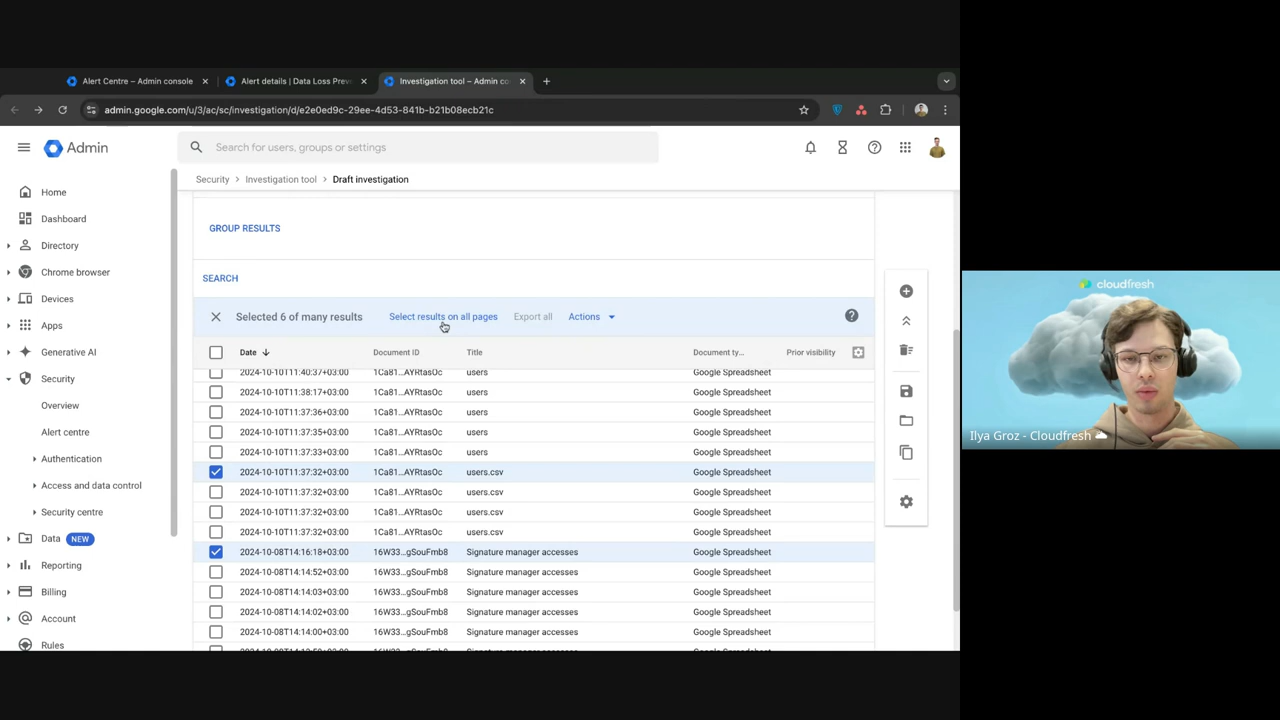 Alert Centre – Admin console
Alert details | Data Loss Prev
Investigation tool – Admin co
admin.google.com/u/3/ac/sc/investigation/d/e2e0ed9c-29ee-4d53-841b-b21b08ecb21c
Admin
Search for users, groups or settings
Security
Investigation tool
Draft investigation
Home
Dashboard
Directory
Chrome browser
Devices
Apps
Generative AI
Security
Overview
Alert centre
Authentication
Access and data control
Security centre
Data NEW
Reporting
Billing
Account
Rules
GROUP RESULTS
SEARCH
Selected 6 of many results Select results on all pages Export all Actions
Date Document ID Title Document ty... Prior visibility
2024-10-10T11:40:37+03:00 1Ca81...AYRtasOc users Google Spreadsheet
2024-10-10T11:38:17+03:00 1Ca81...AYRtasOc users Google Spreadsheet
2024-10-10T11:37:36+03:00 1Ca81...AYRtasOc users Google Spreadsheet
2024-10-10T11:37:35+03:00 1Ca81...AYRtasOc users Google Spreadsheet
2024-10-10T11:37:33+03:00 1Ca81...AYRtasOc users Google Spreadsheet
2024-10-10T11:37:32+03:00 1Ca81...AYRtasOc users.csv Google Spreadsheet
2024-10-10T11:37:32+03:00 1Ca81...AYRtasOc users.csv Google Spreadsheet
2024-10-10T11:37:32+03:00 1Ca81...AYRtasOc users.csv Google Spreadsheet
2024-10-10T11:37:32+03:00 1Ca81...AYRtasOc users.csv Google Spreadsheet
2024-10-08T14:16:18+03:00 16W33...gSouFmb8 Signature manager accesses Google Spreadsheet
2024-10-08T14:14:52+03:00 16W33...gSouFmb8 Signature manager accesses Google Spreadsheet
2024-10-08T14:14:03+03:00 16W33...gSouFmb8 Signature manager accesses Google Spreadsheet
2024-10-08T14:14:02+03:00 16W33...gSouFmb8 Signature manager accesses Google Spreadsheet
2024-10-08T14:14:00+03:00 16W33...gSouFmb8 Signature manager accesses Google Spreadsheet
cloudfresh
Ilya Groz - Cloudfresh